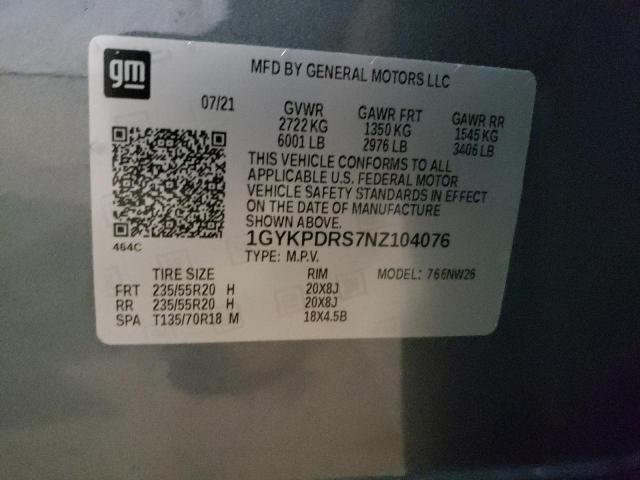 gm
MFD BY GENERAL MOTORS LLC
07/21 GVWR GAWR FRT GAWR RR
2722 KG 1350 KG 1545 KG
6001 LB 2976 LB 3406 LB
THIS VEHICLE CONFORMS TO ALL
APPLICABLE U.S. FEDERAL MOTOR
VEHICLE SAFETY STANDARDS IN EFFECT
ON THE DATE OF MANUFACTURE
SHOWN ABOVE.
464C 1GYKPDRS7NZ104076
TYPE: M.P.V.
TIRE SIZE RIM MODEL: 766NW26
FRT 235/55R20 H 20X8J
RR 235/55R20 H 20X8J
SPA T135/70R18 M 18X4.5B